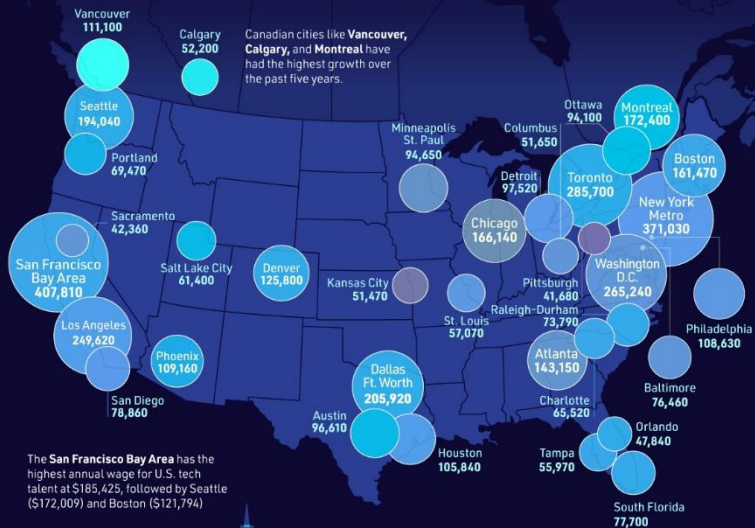 Vancouver
111,100
Calgary
52,200
Canadian cities like Vancouver,
Calgary, and Montreal have
had the highest growth over
the past five years.
Seattle
194,040
Portland
69,470
Minneapolis
St. Paul
94,650
Columbus
51,650
Ottawa
94,100
Montreal
172,400
Detroit
97,520
Toronto
285,700
Boston
161,470
Chicago
166,140
New York
Metro
371,030
Sacramento
42,360
San Francisco
Bay Area
407,810
Salt Lake City
61,400
Denver
125,800
Kansas City
51,470
St. Louis
57,070
Pittsburgh
41,680
Washington
D.C.
265,240
Philadelphia
108,630
Raleigh-Durham
73,790
Los Angeles
249,620
Phoenix
109,160
San Diego
78,860
Dallas
Ft. Worth
205,920
Atlanta
143,150
Charlotte
65,520
Baltimore
76,460
Austin
96,610
Houston
105,840
Orlando
47,840
Tampa
55,970
South Florida
77,700
The San Francisco Bay Area has the
highest annual wage for U.S. tech
talent at $185,425, followed by Seattle
($172,009) and Boston ($121,794)